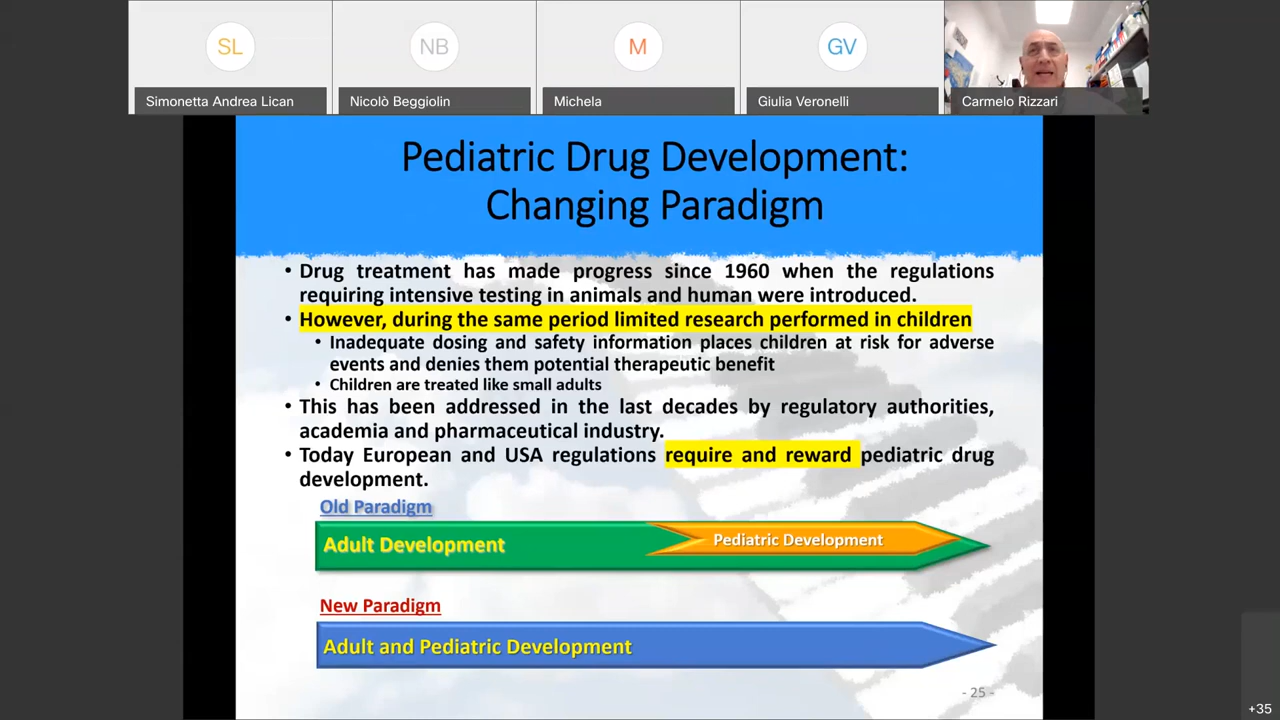 SL
NB
M
GV
Simonetta Andrea Lican
Nicolò Beggiolin
Michela
Giulia Veronelli
Carmelo Rizzari
Pediatric Drug Development:
Changing Paradigm
• Drug treatment has made progress since 1960 when the regulations
requiring intensive testing in animals and human were introduced.
• However, during the same period limited research performed in children
• Inadequate dosing and safety information places children at risk for adverse
events and denies them potential therapeutic benefit
• Children are treated like small adults
• This has been addressed in the last decades by regulatory authorities,
academia and pharmaceutical industry.
• Today European and USA regulations require and reward pediatric drug
development.
Old Paradigm
Adult Development
Pediatric Development
New Paradigm
Adult and Pediatric Development
- 25 -
+35